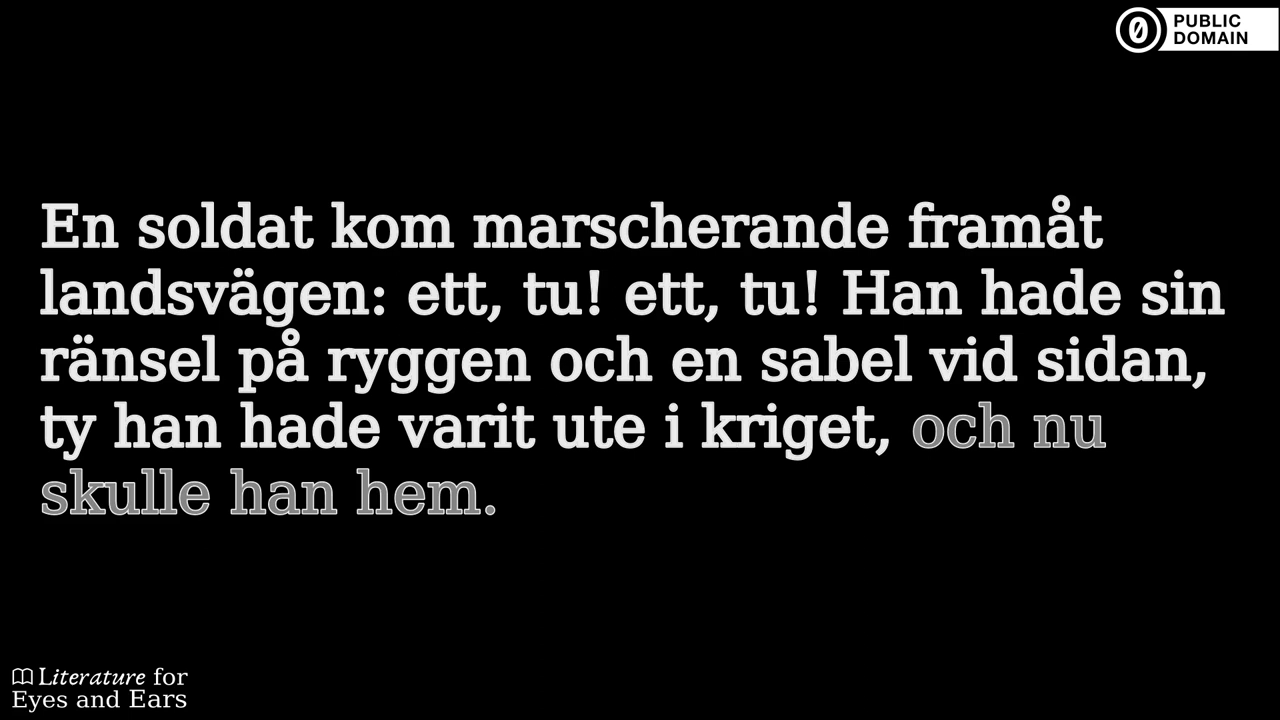 PUBLIC
DOMAIN
En soldat kom marscherande framåt
landsvägen: ett, tu! ett, tu! Han hade sin
ränsel på ryggen och en sabel vid sidan,
ty han hade varit ute i kriget, och nu
skulle han hem.
Literature for
Eyes and Ears